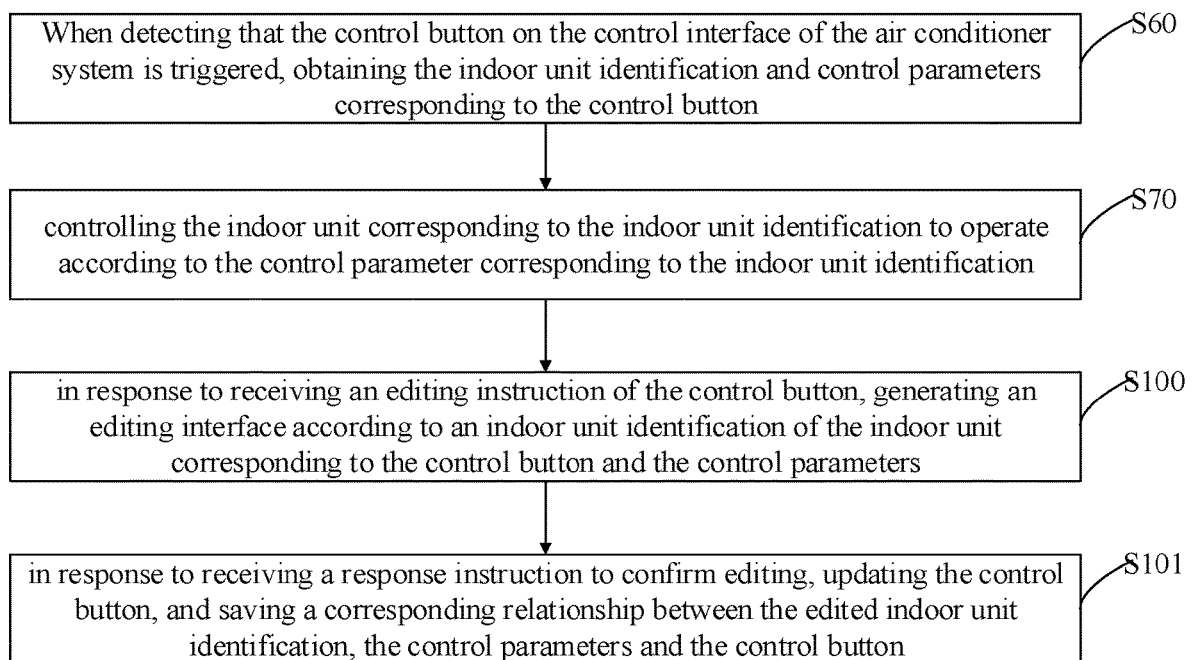 When detecting that the control button on the control interface of the air conditioner
system is triggered, obtaining the indoor unit identification and control parameters
corresponding to the control button
S60
controlling the indoor unit corresponding to the indoor unit identification to operate
according to the control parameter corresponding to the indoor unit identification
S70
in response to receiving an editing instruction of the control button, generating an
editing interface according to an indoor unit identification of the indoor unit
corresponding to the control button and the control parameters
S100
in response to receiving a response instruction to confirm editing, updating the control
button, and saving a corresponding relationship between the edited indoor unit
identification, the control parameters and the control button
S101